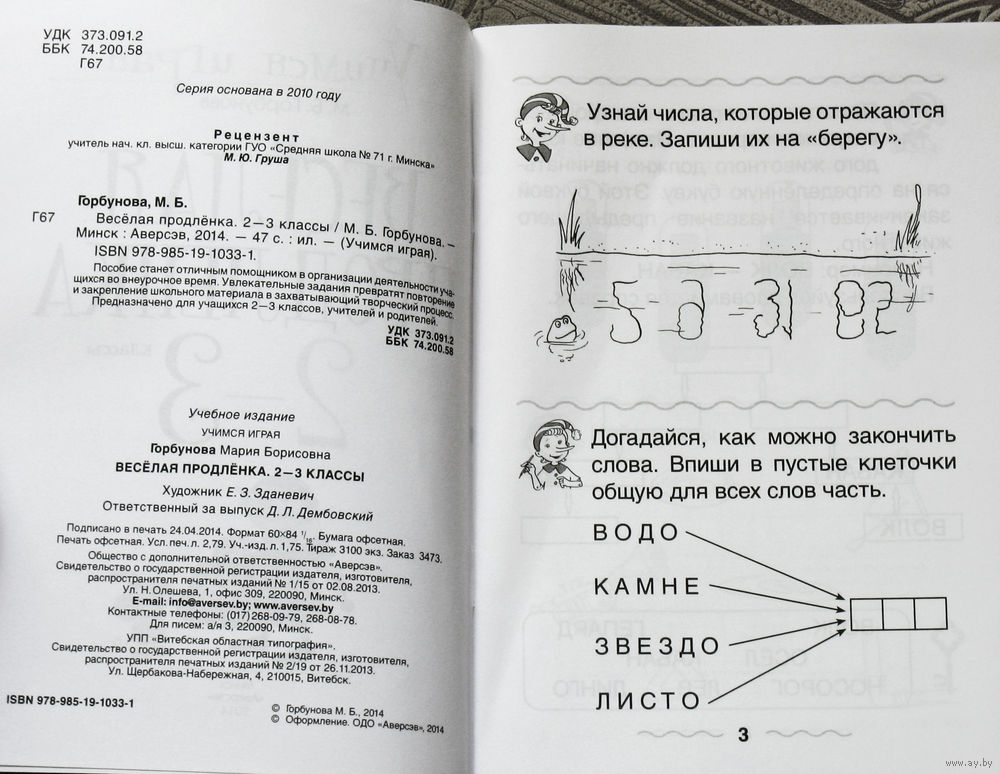 УДК 373.091.2
ББК 74.200.58
Г67
Серия основана в 2010 году
Рецензент
учитель нач. кл. высш. категории ГУО «Средняя школа № 71 г. Минска»
М. Ю. Груша
Горбунова, М. Б.
Г67 Весёлая продлёнка. 2—3 классы / М. Б. Горбунова. —
Минск : Аверсэв, 2014. — 47 с. : ил. — (Учимся играя).
ISBN 978-985-19-1033-1.
Пособие станет отличным помощником в организации деятельности уча-
щихся во внеурочное время. Увлекательные задания превратят повторение
и закрепление школьного материала в захватывающий творческий процесс.
Предназначено для учащихся 2—3 классов, учителей и родителей.
УДК 373.091.2
ББК 74.200.58
Учебное издание
УЧИМСЯ ИГРАЯ
Горбунова Мария Борисовна
ВЕСЁЛАЯ ПРОДЛЁНКА. 2—3 КЛАССЫ
Художник Е. З. Зданевич
Ответственный за выпуск Д. Л. Дембовский
Подписано в печать 24.04.2014. Формат 60×84 1/16. Бумага офсетная.
Печать офсетная. Усл. печ. л. 2,79. Уч.-изд. л. 1,75. Тираж 3100 экз. Заказ 3473.
Общество с дополнительной ответственностью «Аверсэв».
Свидетельство о государственной регистрации издателя, изготовителя,
распространителя печатных изданий № 1/15 от 02.08.2013.
Ул. Н. Олешева, 1, офис 309, 220090, Минск.
E-mail: info@aversev.by; www.aversev.by
Контактные телефоны: (017) 268-09-79, 268-08-78.
Для писем: а/я 3, 220090, Минск.
УПП «Витебская областная типография».
Свидетельство о государственной регистрации издателя, изготовителя,
распространителя печатных изданий № 2/19 от 26.11.2013.
Ул. Щербакова-Набережная, 4, 210015, Витебск.
ISBN 978-985-19-1033-1
© Горбунова М. Б., 2014
© Оформление. ОДО «Аверсэв», 2014
Узнай числа, которые отражаются
в реке. Запиши их на «берегу».
Догадайся, как можно закончить
слова. Впиши в пустые клеточки
общую для всех слов часть.
ВОДО
КАМНЕ
ЗВЕЗДО
ЛИСТО
3
www.ay.by